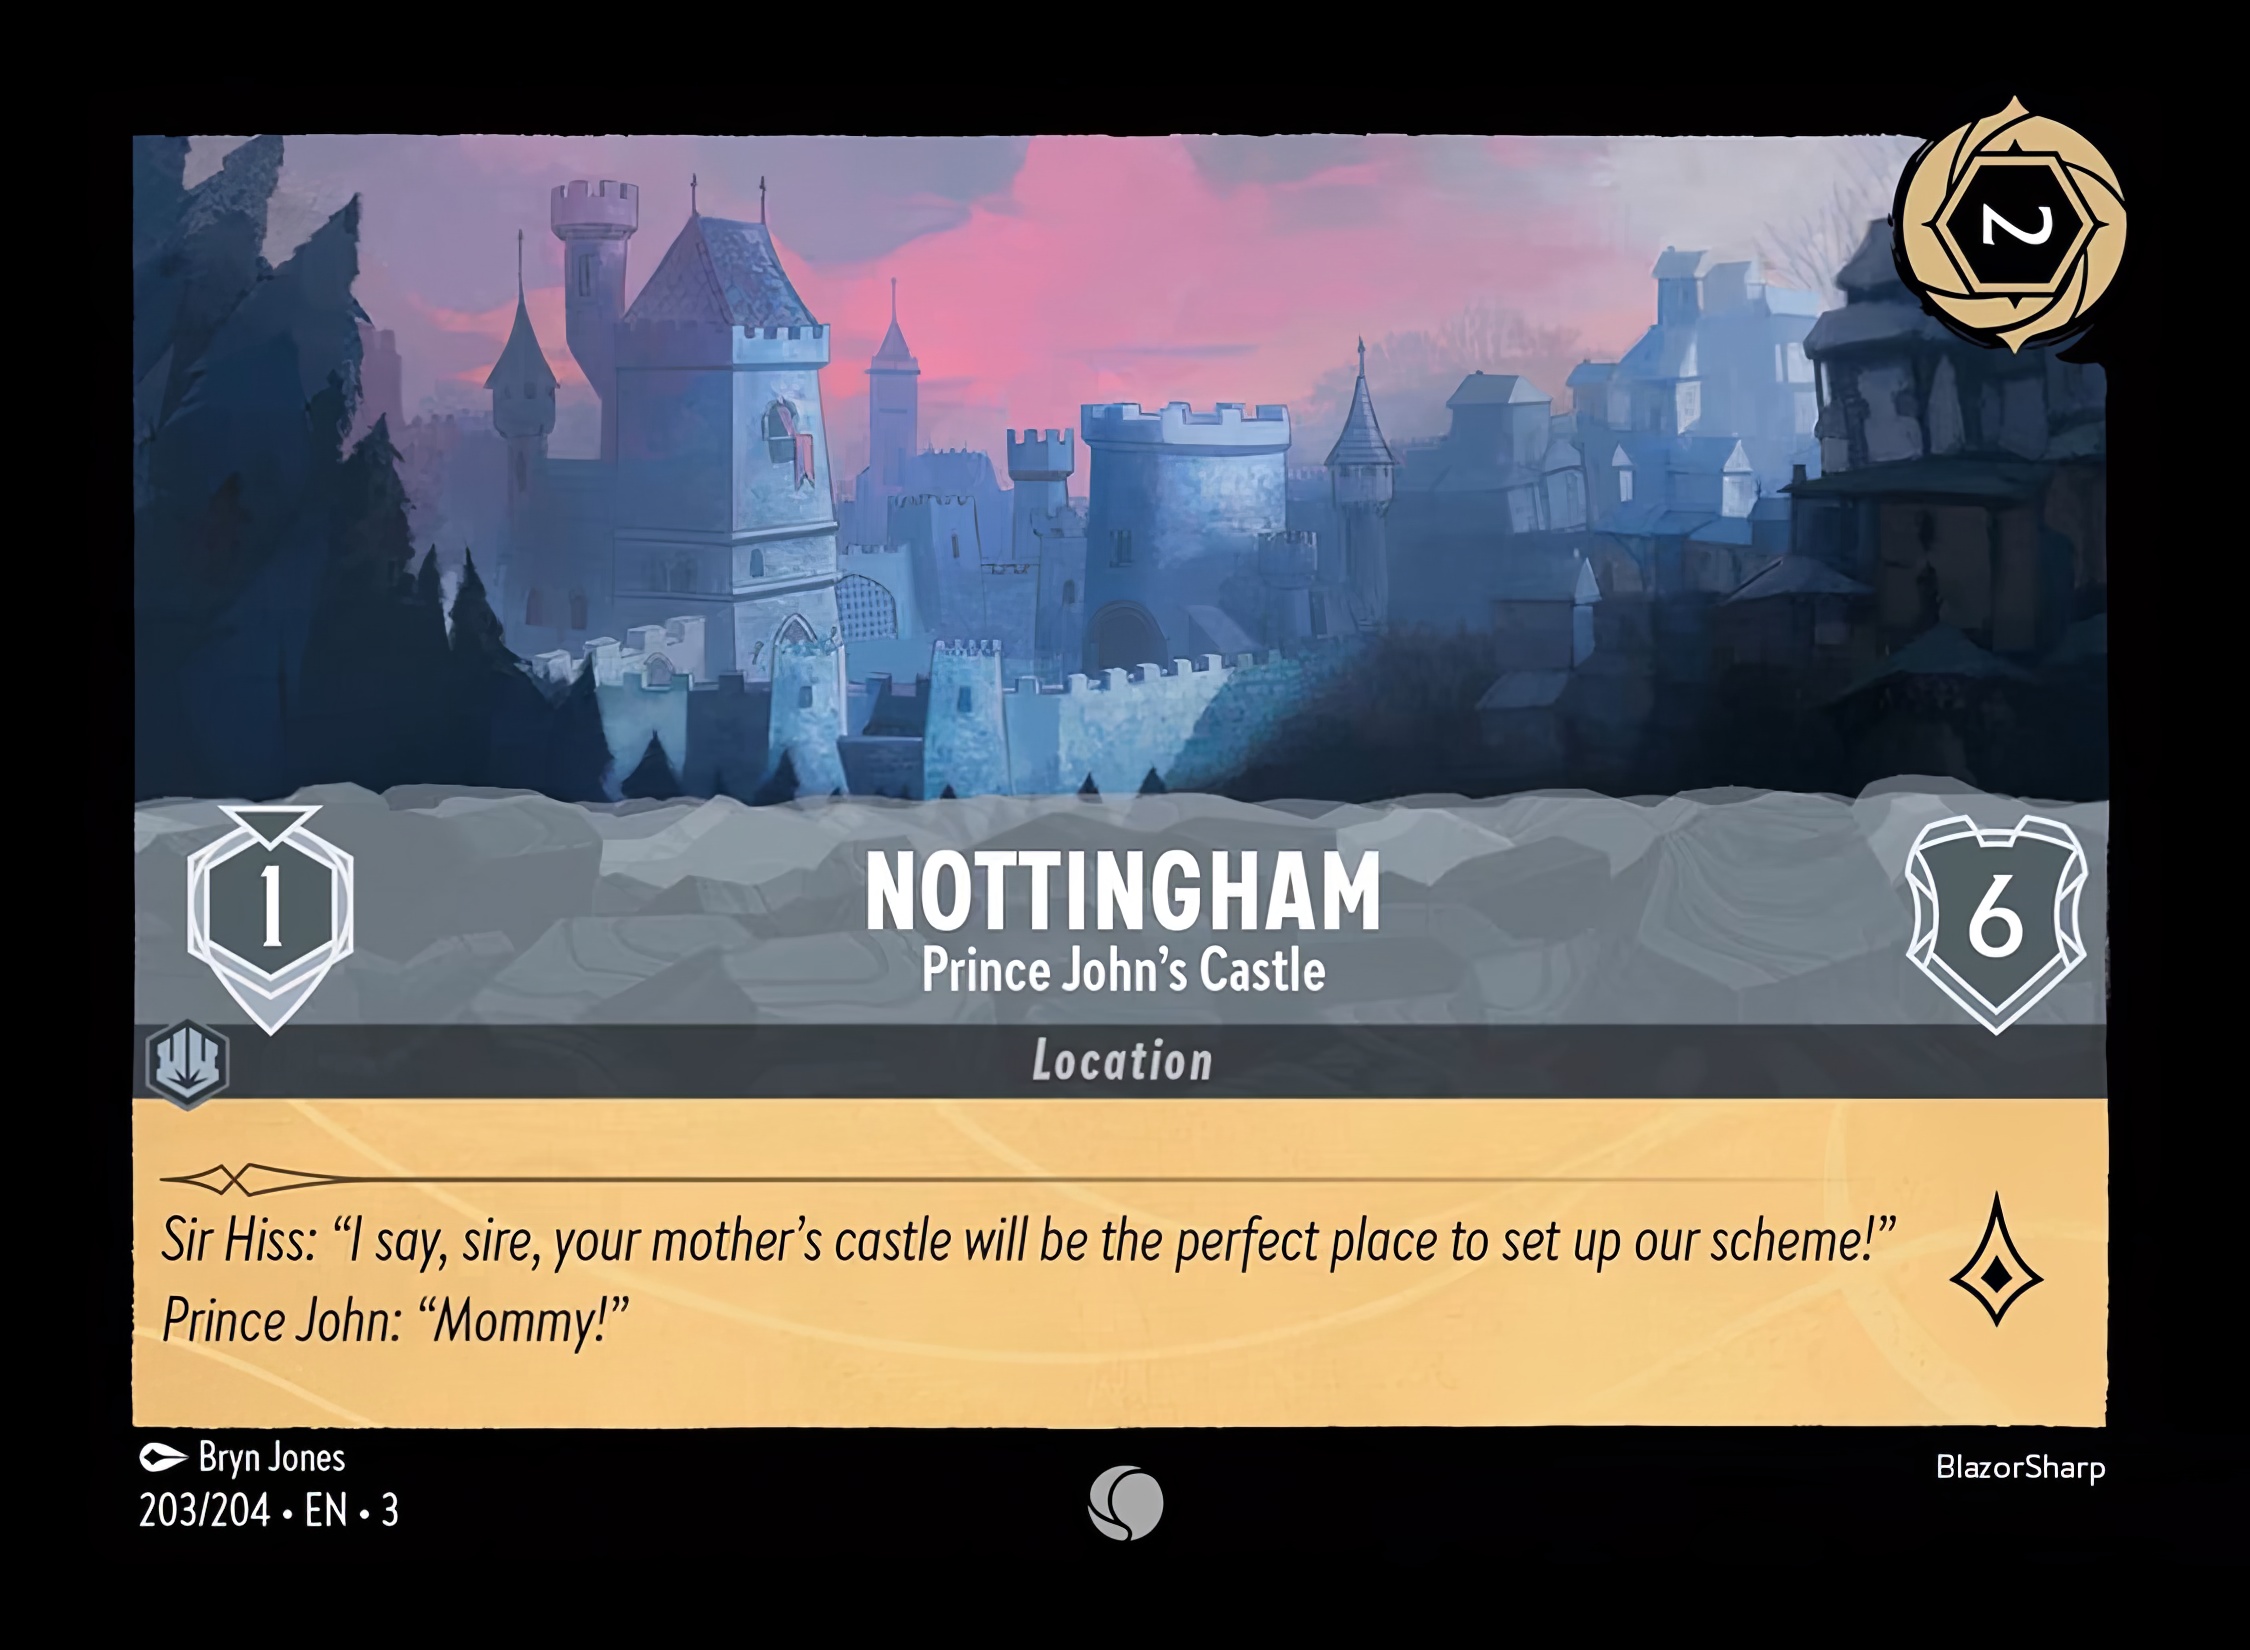 2
1
NOTTINGHAM
6
Prince John’s Castle
Location
Sir Hiss: “I say, sire, your mother’s castle will be the perfect place to set up our scheme!”
Prince John: “Mommy!”
Bryn Jones
BlazorSharp
203/204 • EN • 3